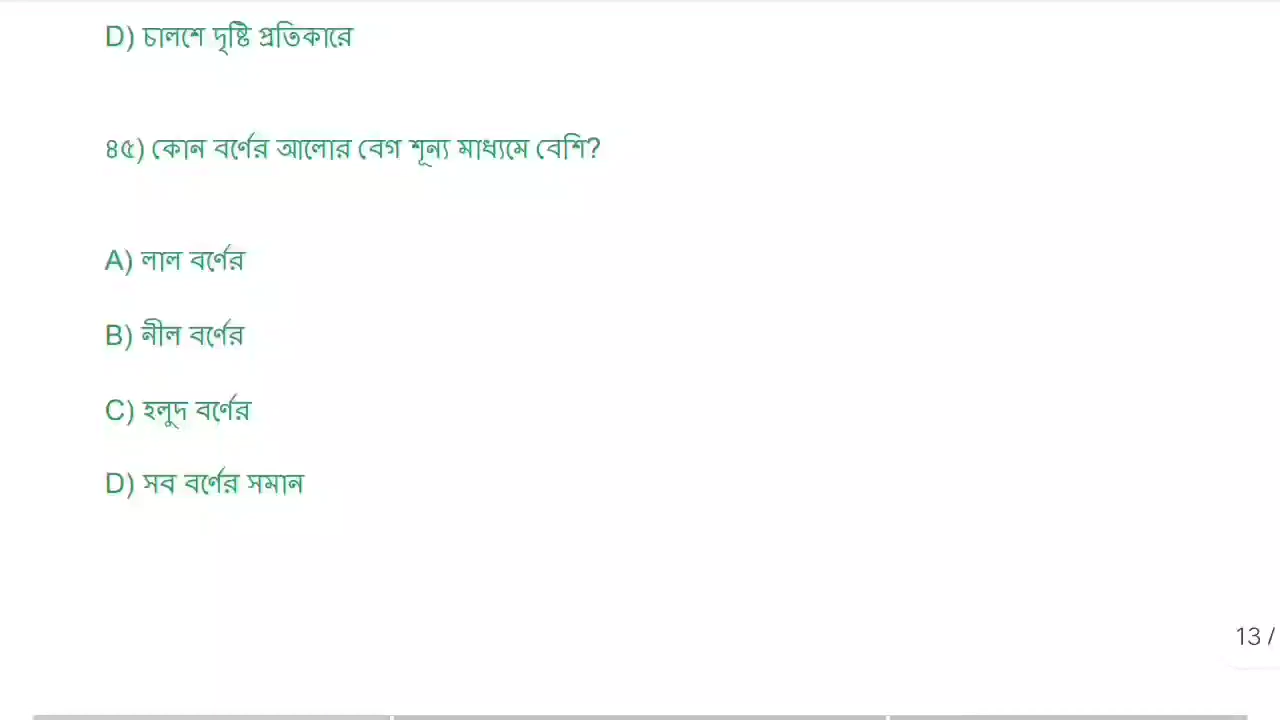 D) চালশে দৃষ্টি প্রতিকারে
৪৫) কোন বর্ণের আলোর বেগ শূন্য মাধ্যমে বেশি?
A) লাল বর্ণের
B) নীল বর্ণের
C) হলুদ বর্ণের
D) সব বর্ণের সমান
13 /